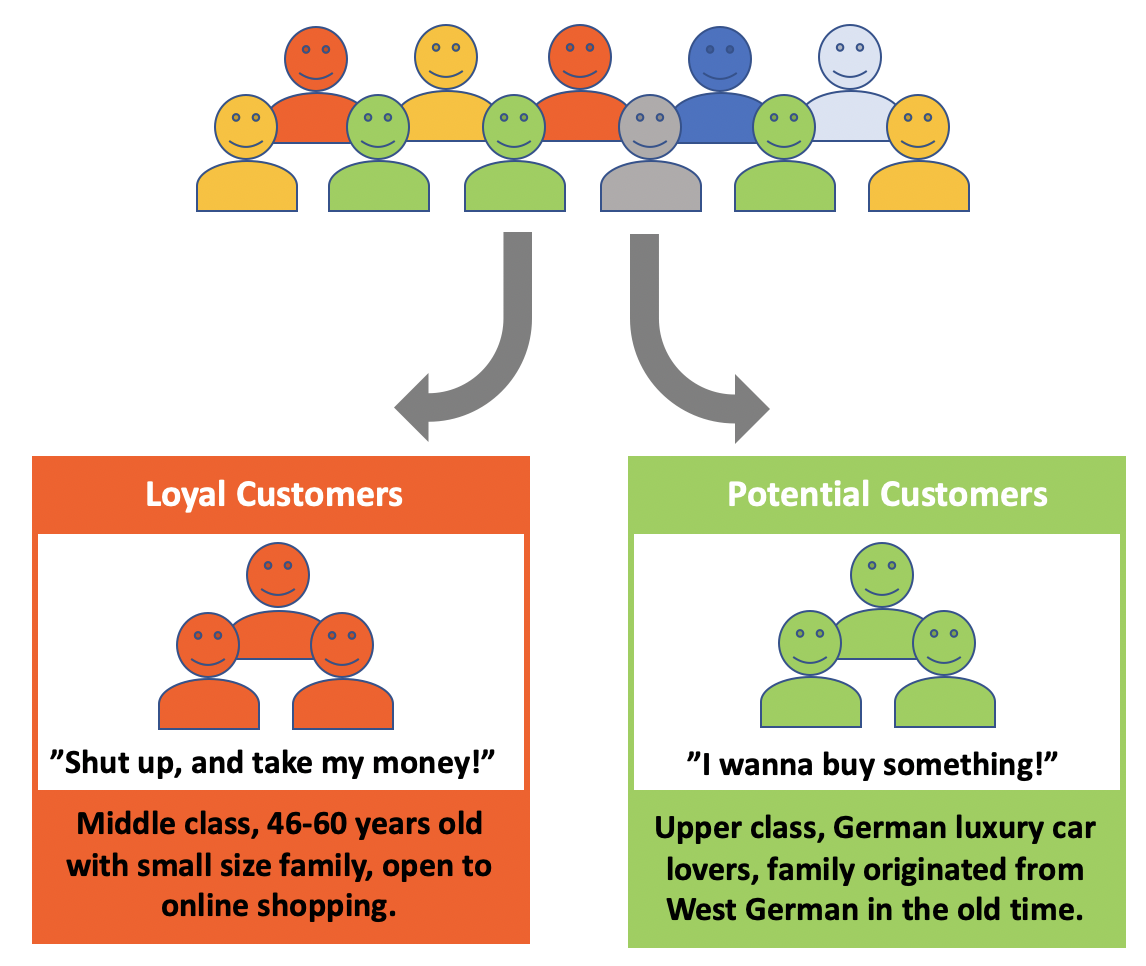 Loyal Customers
”Shut up, and take my money!”
Middle class, 46-60 years old
with small size family, open to
online shopping.
Potential Customers
”I wanna buy something!”
Upper class, German luxury car
lovers, family originated from
West German in the old time.